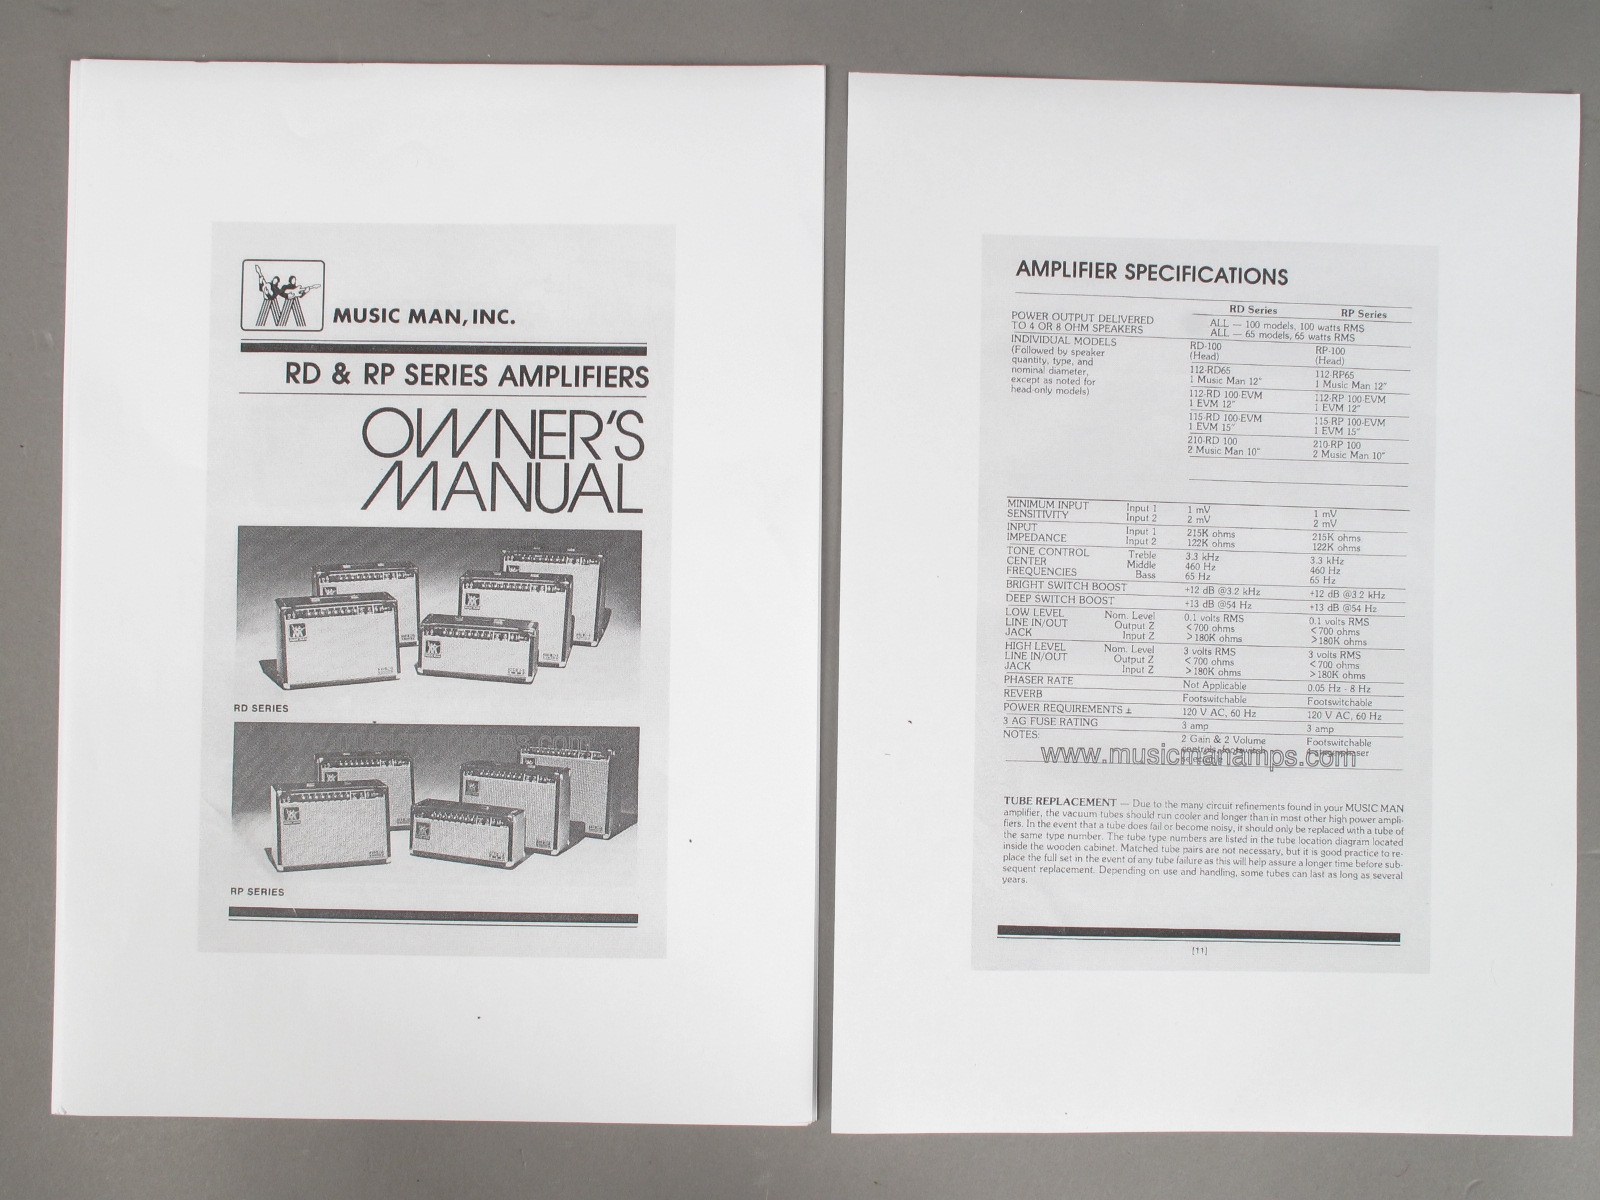 MUSIC MAN, INC.
RD & RP SERIES AMPLIFIERS
OWNER'S
MANUAL
RD SERIES
RP SERIES
AMPLIFIER SPECIFICATIONS
RD Series RP Series
POWER OUTPUT DELIVERED
TO 4 OR 8 OHM SPEAKERS
ALL — 100 models, 100 watts RMS
ALL — 65 models, 65 watts RMS
INDIVIDUAL MODELS
(Followed by speaker
quantity, type, and
nominal diameter,
except as noted for
head-only models)
RD-100 RP-100
(Head) (Head)
112-RD65 112-RP65
1 Music Man 12" 1 Music Man 12"
112-RD 100-EVM 112-RP 100-EVM
1 EVM 12" 1 EVM 12"
115-RD 100-EVM 115-RP 100-EVM
1 EVM 15" 1 EVM 15"
210-RD 100 210-RP 100
2 Music Man 10" 2 Music Man 10"
MINIMUM INPUT Input 1 1 mV 1 mV
SENSITIVITY Input 2 2 mV 2 mV
INPUT Input 1 215K ohms 215K ohms
IMPEDANCE Input 2 122K ohms 122K ohms
TONE CONTROL Treble 3.3 kHz 3.3 kHz
CENTER Middle 460 Hz 460 Hz
FREQUENCIES Bass 65 Hz 65 Hz
BRIGHT SWITCH BOOST +12 dB @3.2 kHz +12 dB @3.2 kHz
DEEP SWITCH BOOST +13 dB @54 Hz +13 dB @54 Hz
LOW LEVEL Nom. Level 0.1 volts RMS 0.1 volts RMS
LINE IN/OUT Output Z <700 ohms <700 ohms
JACK Input Z >180K ohms >180K ohms
HIGH LEVEL Nom. Level 3 volts RMS 3 volts RMS
LINE IN/OUT Output Z <700 ohms <700 ohms
JACK Input Z >180K ohms >180K ohms
PHASER RATE Not Applicable 0.05 Hz - 8 Hz
REVERB Footswitchable Footswitchable
POWER REQUIREMENTS ± 120 V AC, 60 Hz 120 V AC, 60 Hz
3 AG FUSE RATING 3 amp 3 amp
NOTES: 2 Gain & 2 Volume Footswitchable
www.musicmanamps.com
TUBE REPLACEMENT — Due to the many circuit refinements found in your MUSIC MAN
amplifier, the vacuum tubes should run cooler and longer than in most other high power ampli-
fiers. In the event that a tube does fail or become noisy, it should only be replaced with a tube of
the same type number. The tube type numbers are listed in the tube location diagram located
inside the wooden cabinet. Matched tube pairs are not necessary, but it is good practice to re-
place the full set in the event of any tube failure as this will help assure a longer time before sub-
sequent replacement. Depending on use and handling, some tubes can last as long as several
years.
[11]